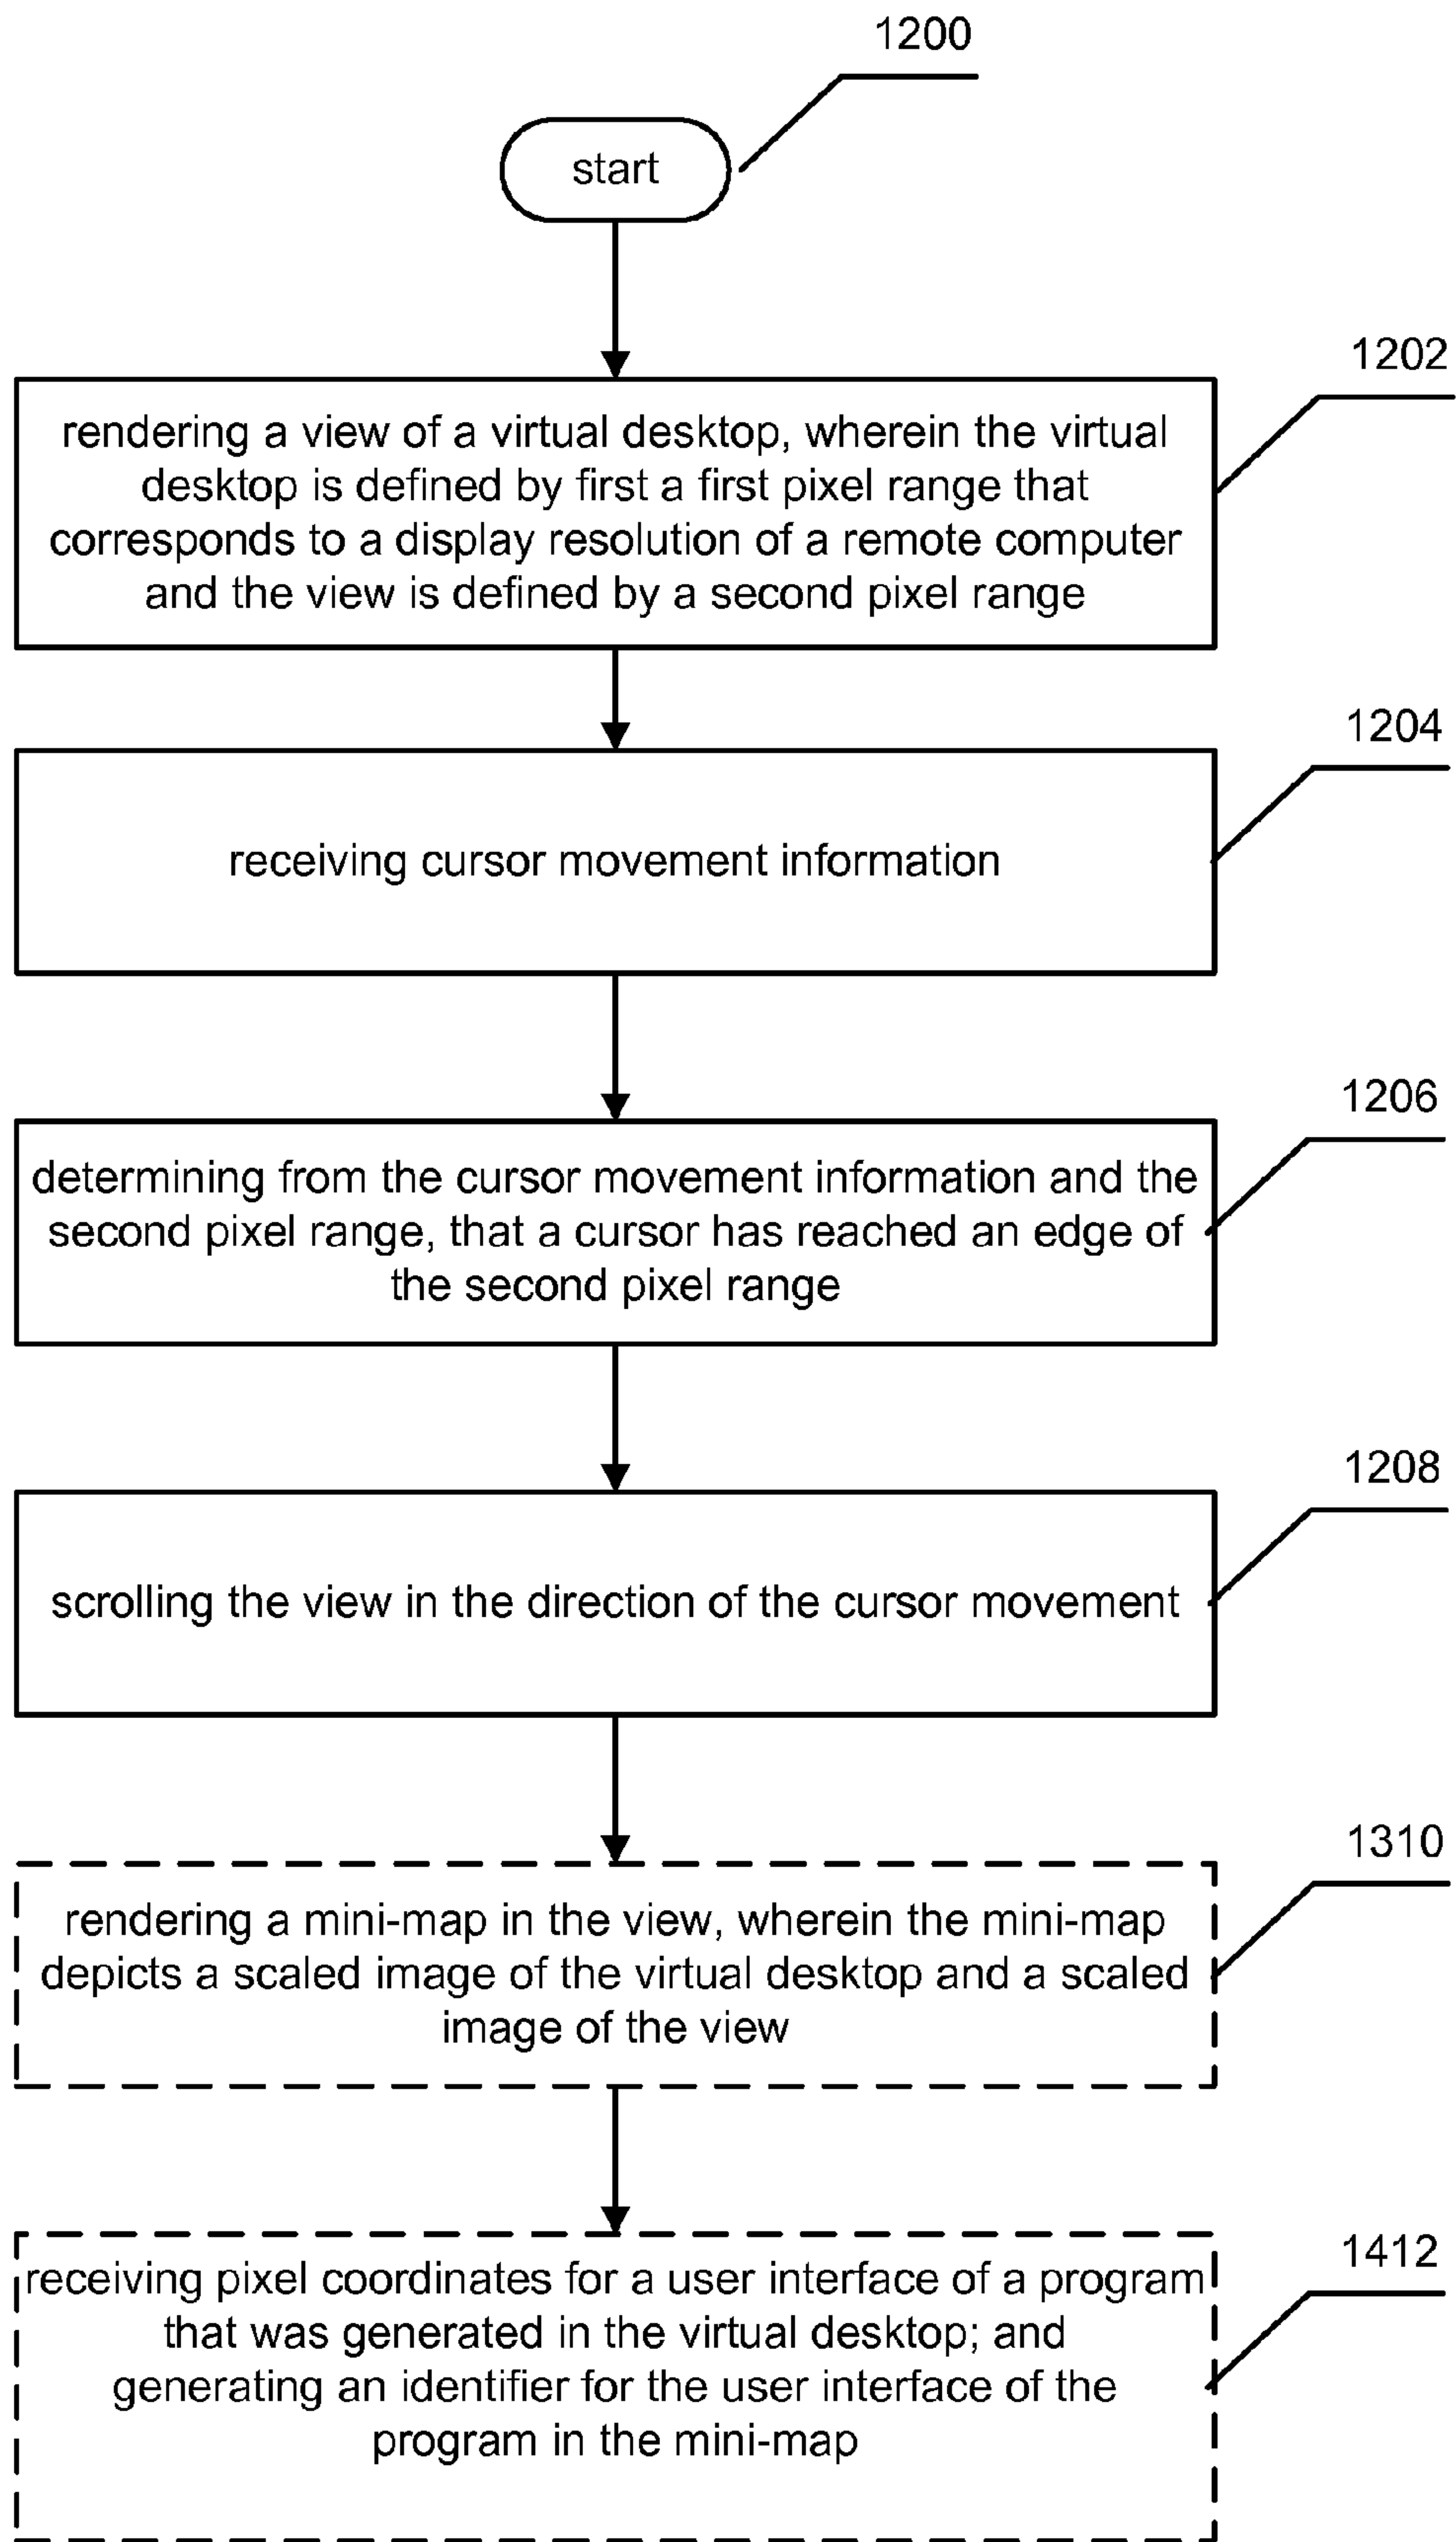 1200
start
1202
rendering a view of a virtual desktop, wherein the virtual
desktop is defined by first a first pixel range that
corresponds to a display resolution of a remote computer
and the view is defined by a second pixel range
1204
receiving cursor movement information
1206
determining from the cursor movement information and the
second pixel range, that a cursor has reached an edge of
the second pixel range
1208
scrolling the view in the direction of the cursor movement
1310
rendering a mini-map in the view, wherein the mini-map
depicts a scaled image of the virtual desktop and a scaled
image of the view
1412
receiving pixel coordinates for a user interface of a program
that was generated in the virtual desktop; and
generating an identifier for the user interface of the
program in the mini-map